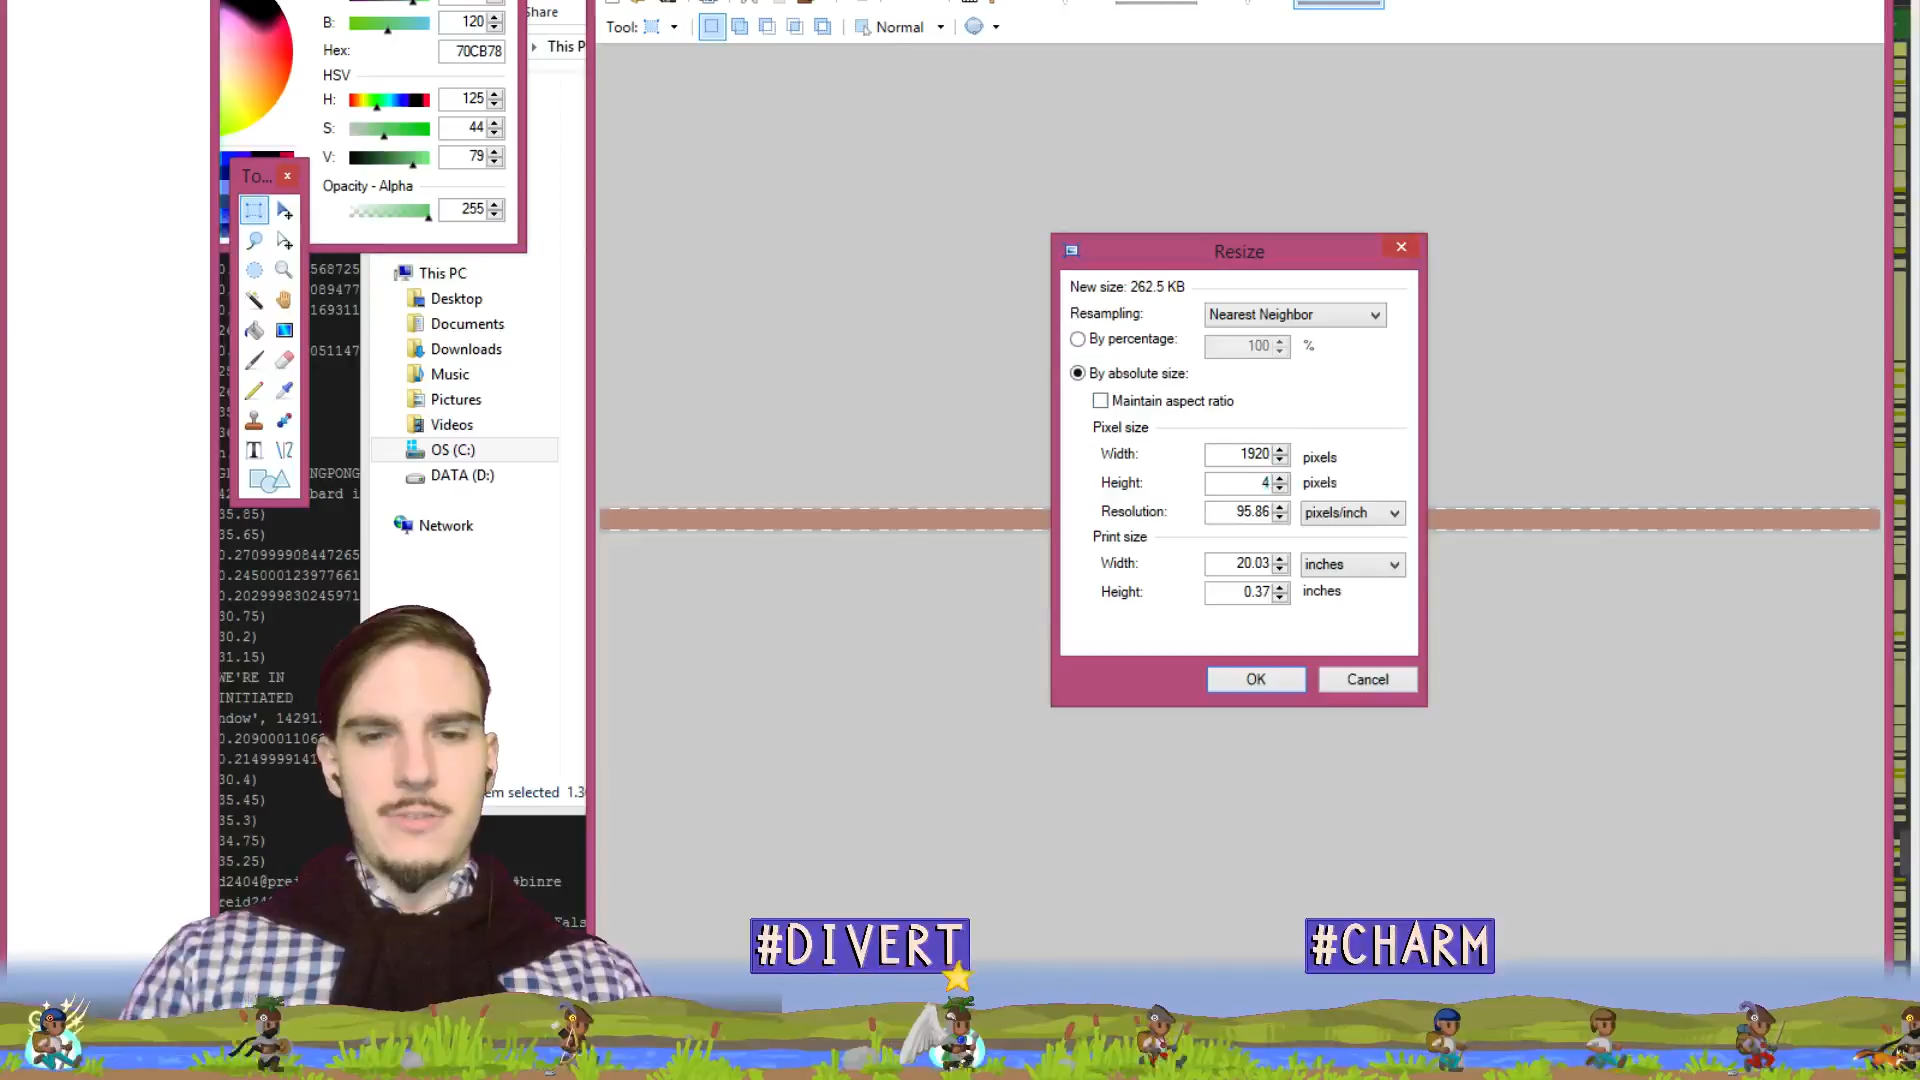 Share
B:
120
Tool:
Normal
This P
Hex:
70CB78
HSV
H:
125
S:
44
V:
79
Opacity - Alpha
255
To...
568725
089477
169311
051147
This PC
Desktop
Documents
Downloads
Music
Pictures
Videos
OS (C:)
DATA (D:)
Network
NGPONG
bard i
35.85)
35.65)
0.270999908447265
0.245000123977661
0.202999830245971
30.75)
30.2)
31.15)
WE'RE IN
INITIATED
ndow', 14291
0.2090001106
0.2149999141
30.4)
35.45)
35.3)
34.75)
35.25)
d2404@prei
binre
em selected 1.3
Resize
New size: 262.5 KB
Resampling:
Nearest Neighbor
By percentage:
100
%
By absolute size:
Maintain aspect ratio
Pixel size
Width:
1920
pixels
Height:
4
pixels
Resolution:
95.86
pixels/inch
Print size
Width:
20.03
inches
Height:
0.37
inches
OK
Cancel
#DIVERT
#CHARM